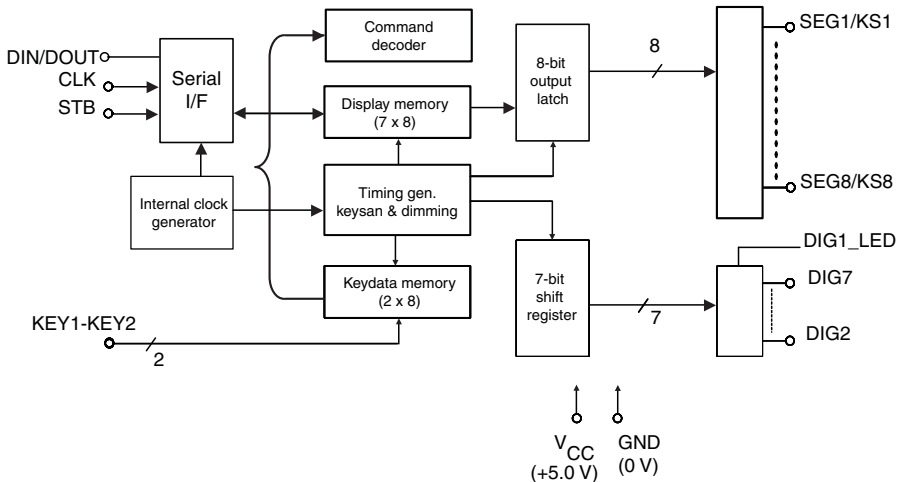 SEG1/KS1
Command
decoder
DIN/DOUT
CLK
STB
Serial
I/F
8
8-bit
output
latch
Display memory
(7 x 8)
SEG8/KS8
Internal clock
generator
Timing gen.
keysan & dimming
DIG1_LED
DIG7
Keydata memory
(2 x 8)
7-bit
shift
register
7
DIG2
KEY1-KEY2
2
VCC
(+5.0 V)
GND
(0 V)